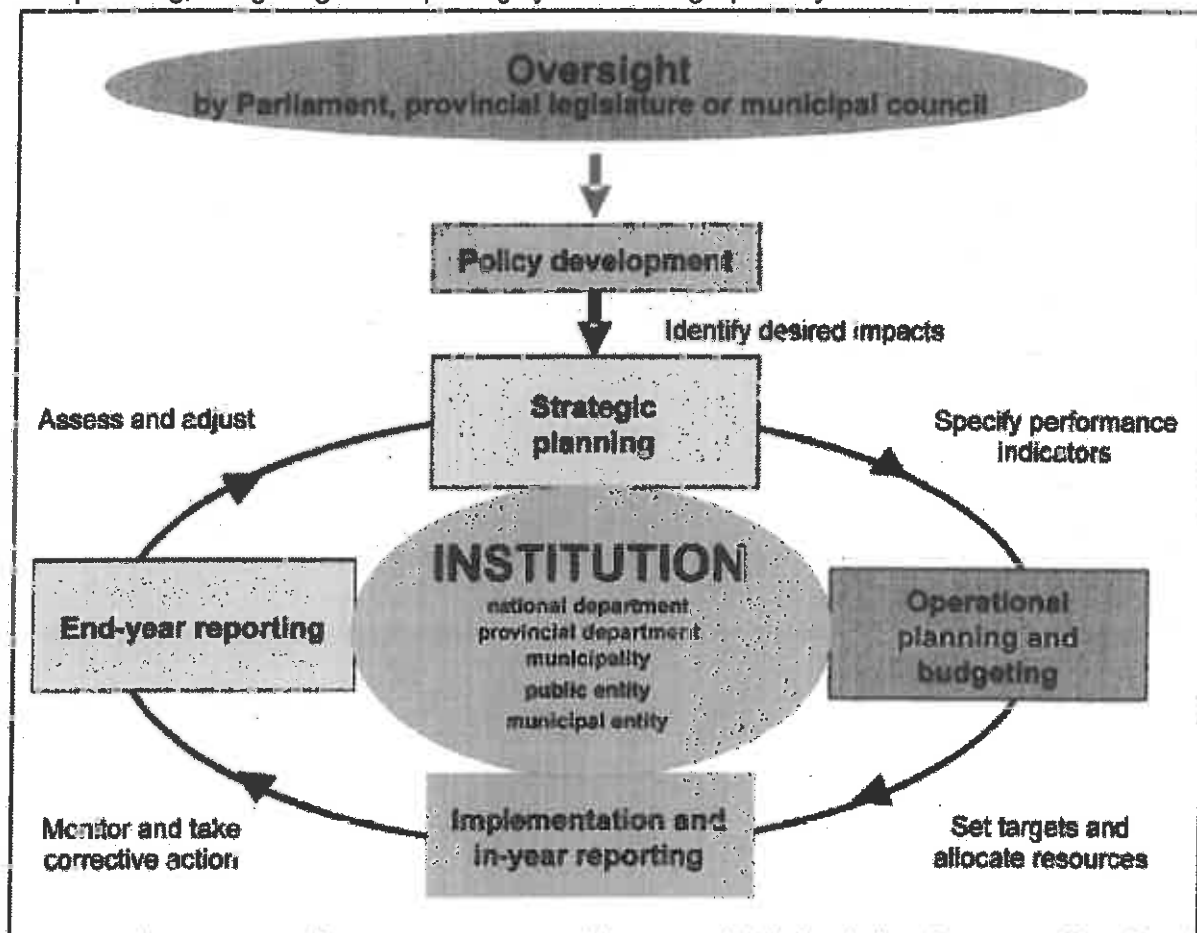 Oversight
by Parliament, provincial legislature or municipal council
Policy development
Identify desired impacts
Strategic
planning
Assess and adjust
Specify performance
indicators
INSTITUTION
national department
provincial department
municipality
public entity
municipal entity
End-year reporting
Operational
planning and
budgeting
Implementation and
in-year reporting
Monitor and take
corrective action
Set targets and
allocate resources